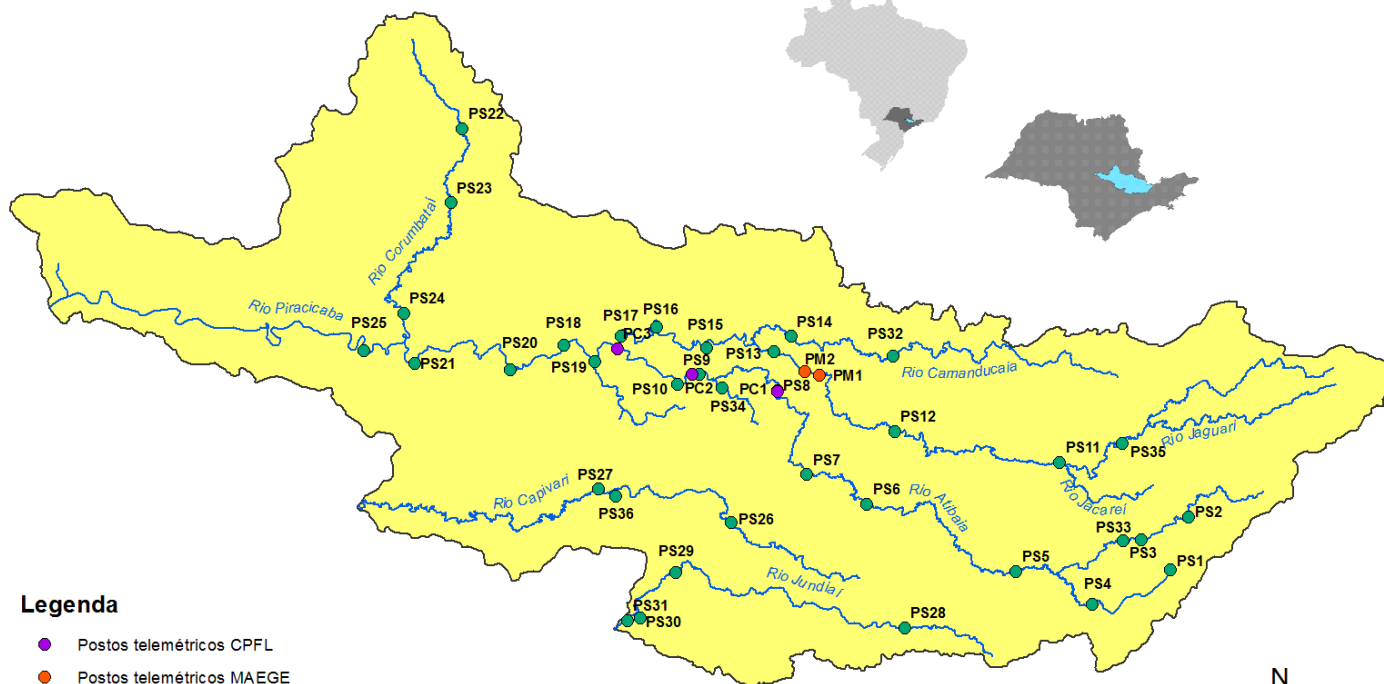 PS22
PS23
Rio Corumbataí
PS24
Rio Piracicaba
PS25
PS21
PS20
PS18
PS19
PS17
PC3
PS16
PS15
PS14
PS13
PS32
Rio Camanducaia
PM2
PM1
PS9
PS10
PC2
PS34
PC1
PS8
PS12
PS11
PS35
Rio Jaguari
Rio Jacareí
PS7
PS6
Rio Atibaia
PS2
PS33
PS3
PS1
PS5
PS4
PS27
Rio Capivari
PS36
PS26
PS29
Rio Jundiaí
PS28
PS31
PS30
Legenda
Postos telemétricos CPFL
Postos telemétricos MAEGE
N